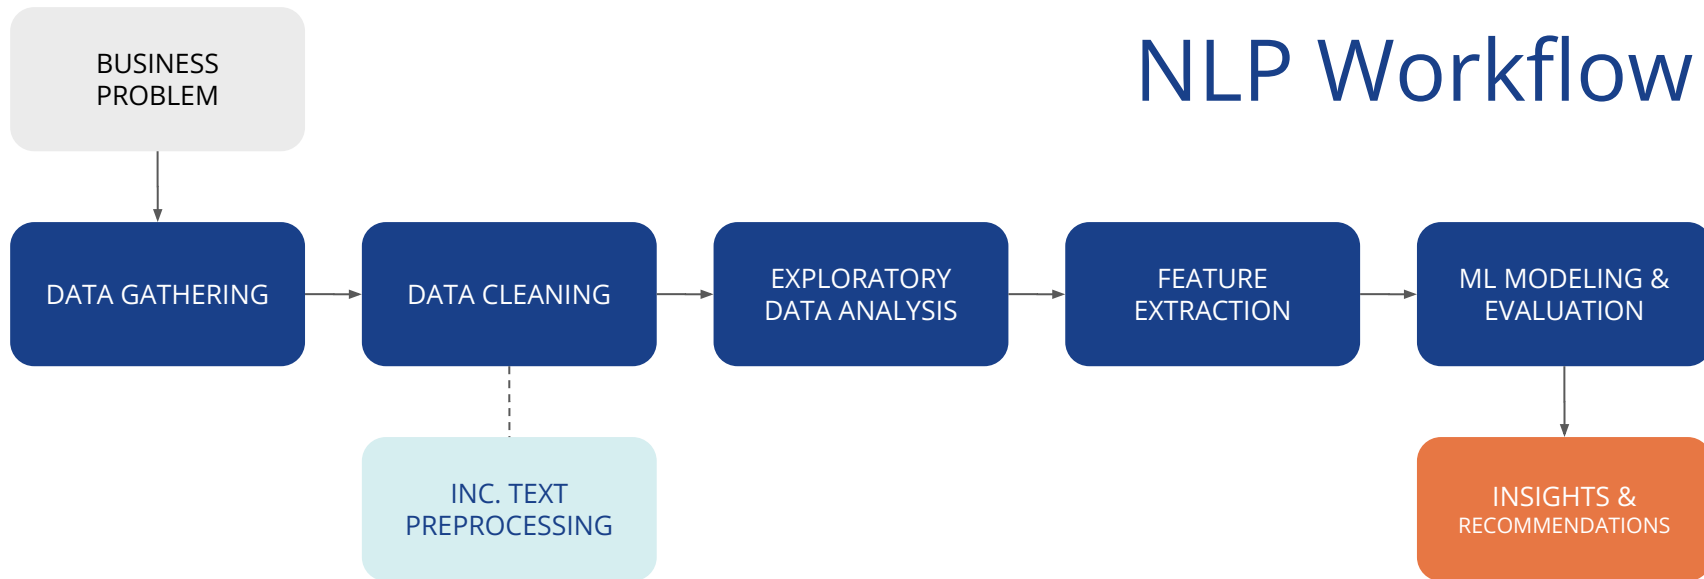 NLP Workflow
BUSINESS
PROBLEM
DATA GATHERING
DATA CLEANING
EXPLORATORY
DATA ANALYSIS
FEATURE
EXTRACTION
ML MODELING &
EVALUATION
INC. TEXT
PREPROCESSING
INSIGHTS &
RECOMMENDATIONS